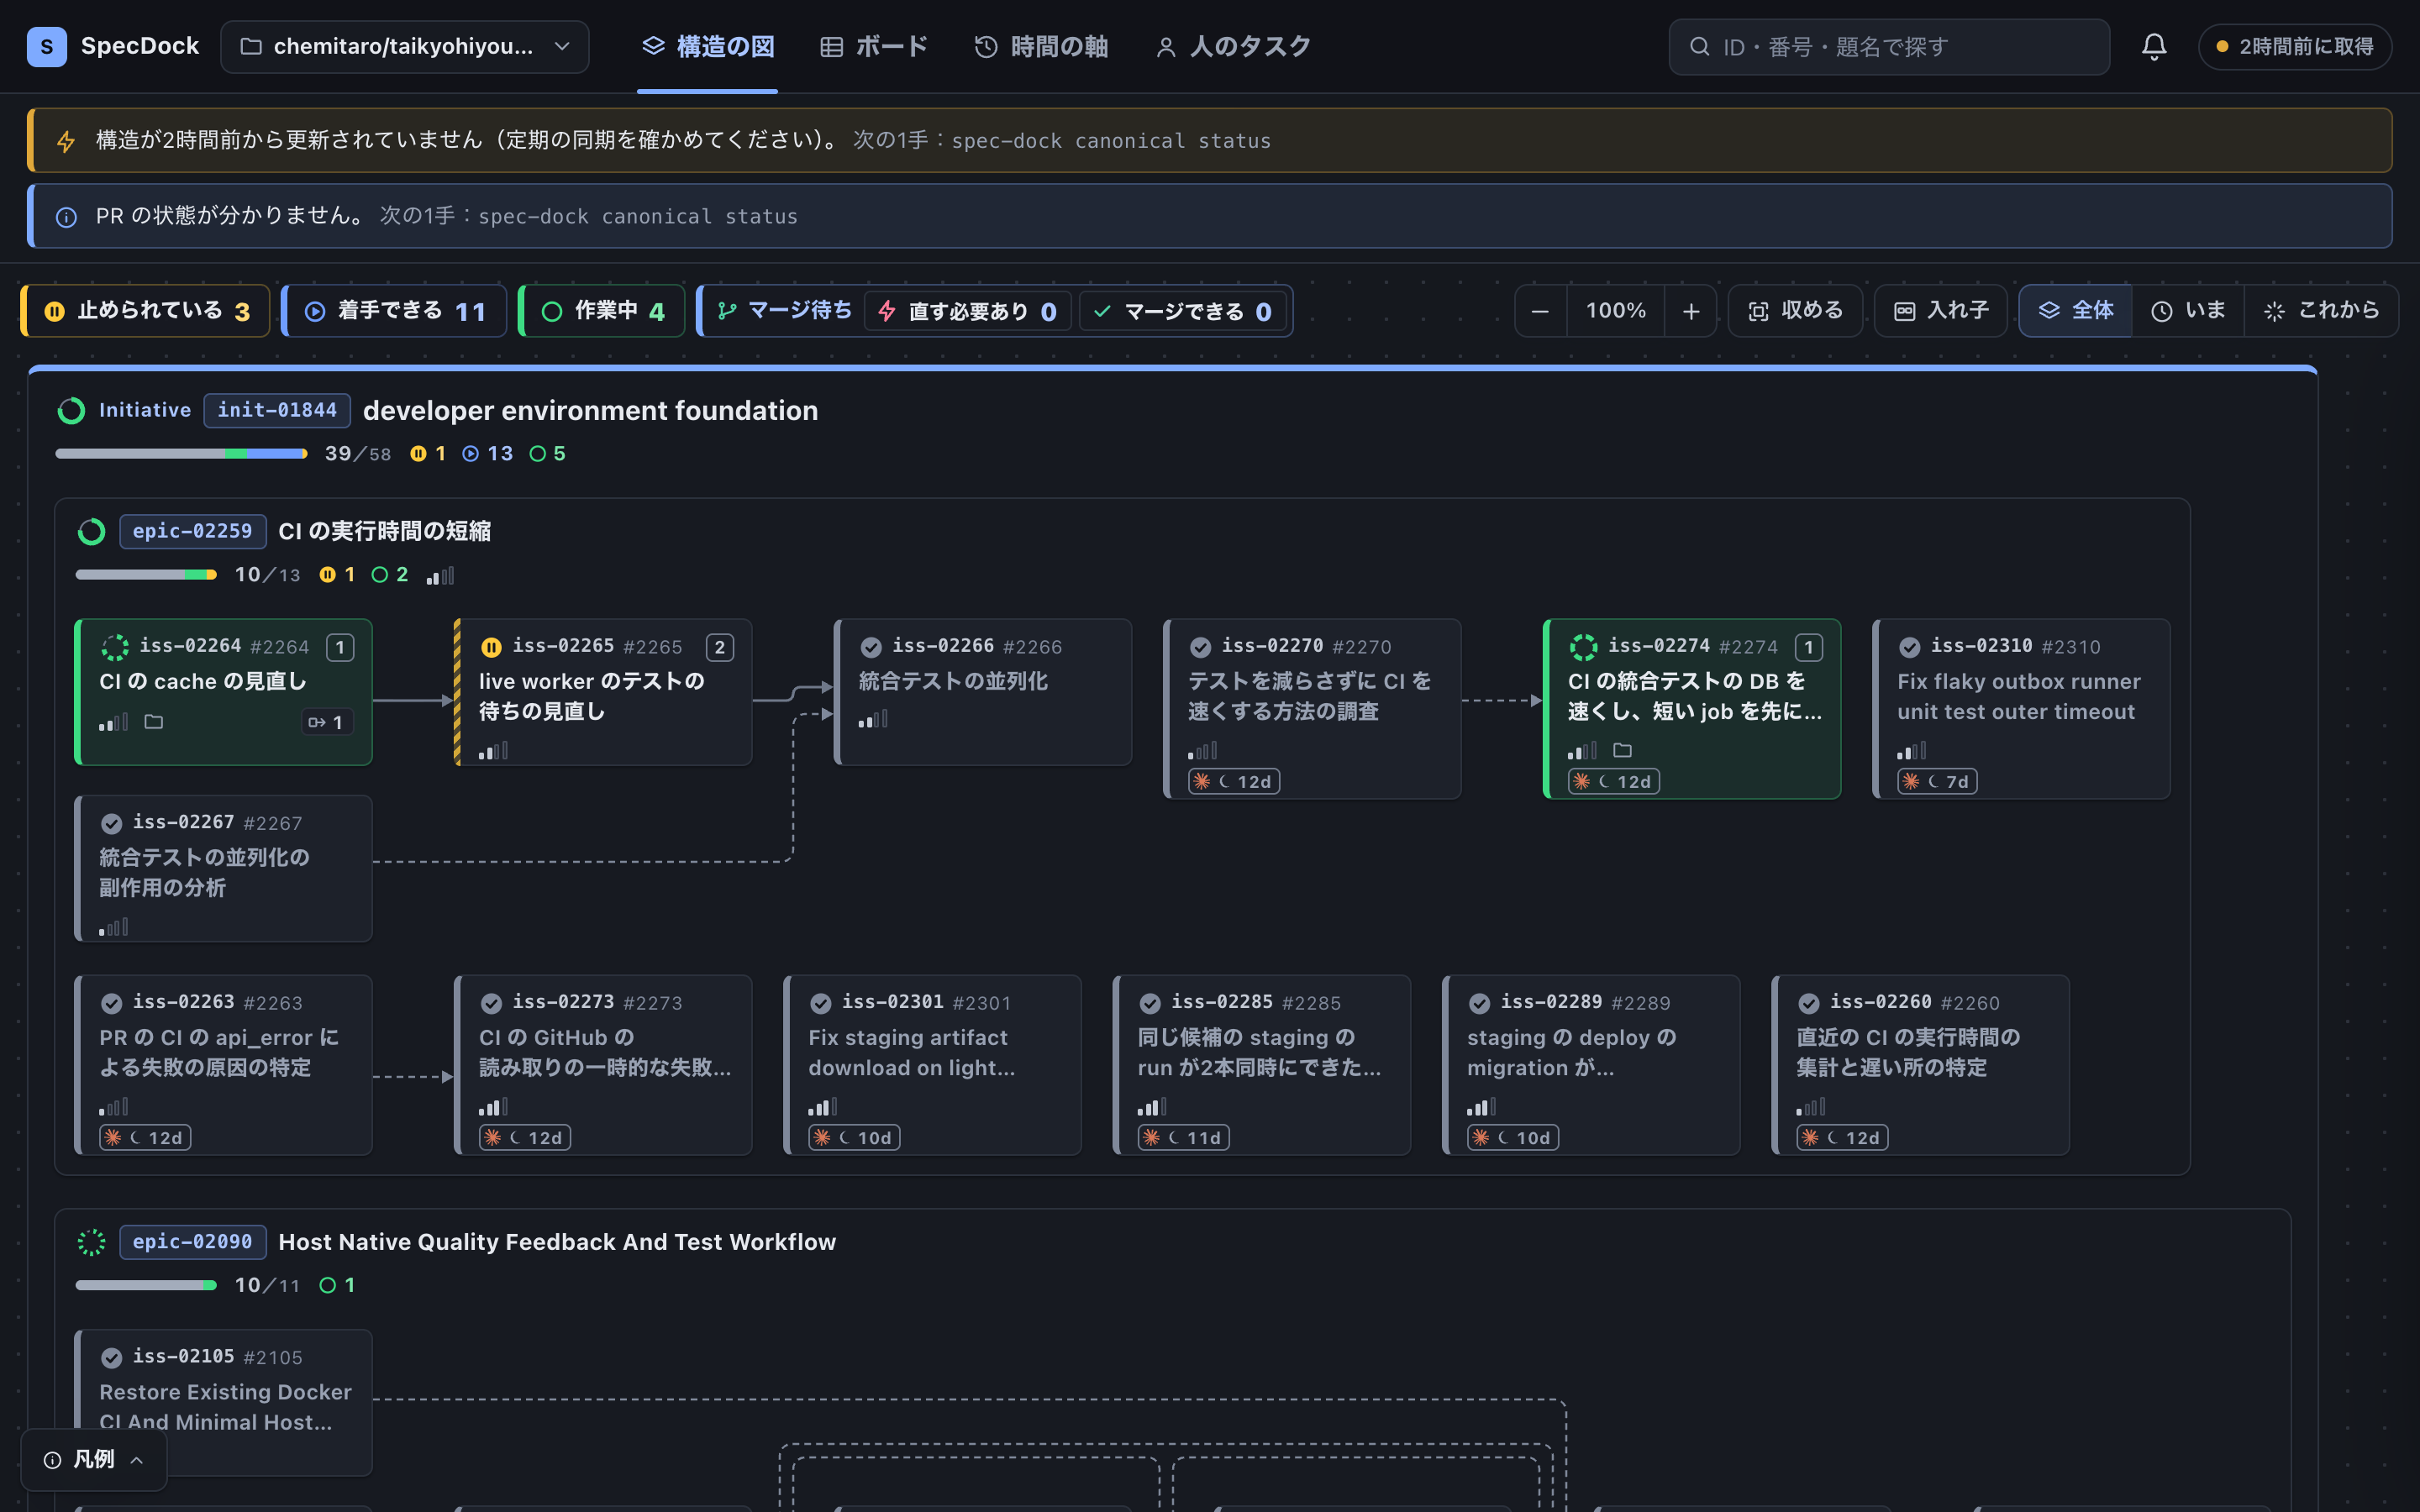 S SpecDock chemitaro/taikyohiyou... 構造の図 ボード 時間の軸 人のタスク ID・番号・題名で探す 2時間前に取得
構造が2時間前から更新されていません（定期の同期を確かめてください）。 次の1手：spec-dock canonical status
PR の状態が分かりません。 次の1手：spec-dock canonical status
止められている 3 着手できる 11 作業中 4 マージ待ち 直す必要あり 0 マージできる 0 100% 収める 入れ子 全体 いま これから
Initiative init-01844 developer environment foundation
39/58 1 13 5
epic-02259 CI の実行時間の短縮
10/13 1 2
iss-02264 #2264 1
CI の cache の見直し
1
iss-02265 #2265 2
live worker のテストの
待ちの見直し
iss-02266 #2266
統合テストの並列化
iss-02270 #2270
テストを減らさずに CI を
速くする方法の調査
12d
iss-02274 #2274 1
CI の統合テストの DB を
速くし、短い job を先に...
12d
iss-02310 #2310
Fix flaky outbox runner
unit test outer timeout
7d
iss-02267 #2267
統合テストの並列化の
副作用の分析
iss-02263 #2263
PR の CI の api_error に
よる失敗の原因の特定
12d
iss-02273 #2273
CI の GitHub の
読み取りの一時的な失敗...
12d
iss-02301 #2301
Fix staging artifact
download on light...
10d
iss-02285 #2285
同じ候補の staging の
run が2本同時にできた...
11d
iss-02289 #2289
staging の deploy の
migration が...
10d
iss-02260 #2260
直近の CI の実行時間の
集計と遅い所の特定
12d
epic-02090 Host Native Quality Feedback And Test Workflow
10/11 1
iss-02105 #2105
Restore Existing Docker
CI And Minimal Host...
凡例